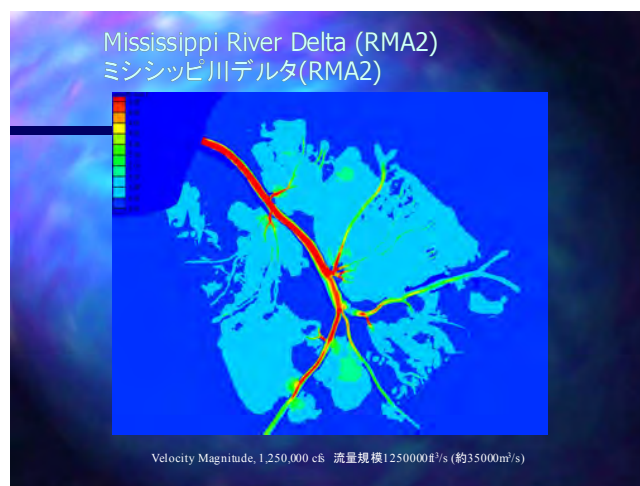 Mississippi River Delta (RMA2)
ミシシッピ川デルタ(RMA2)
Velocity Magnitude, 1,250,000 cfs 流量規模1250000ft³/s (約35000m³/s)